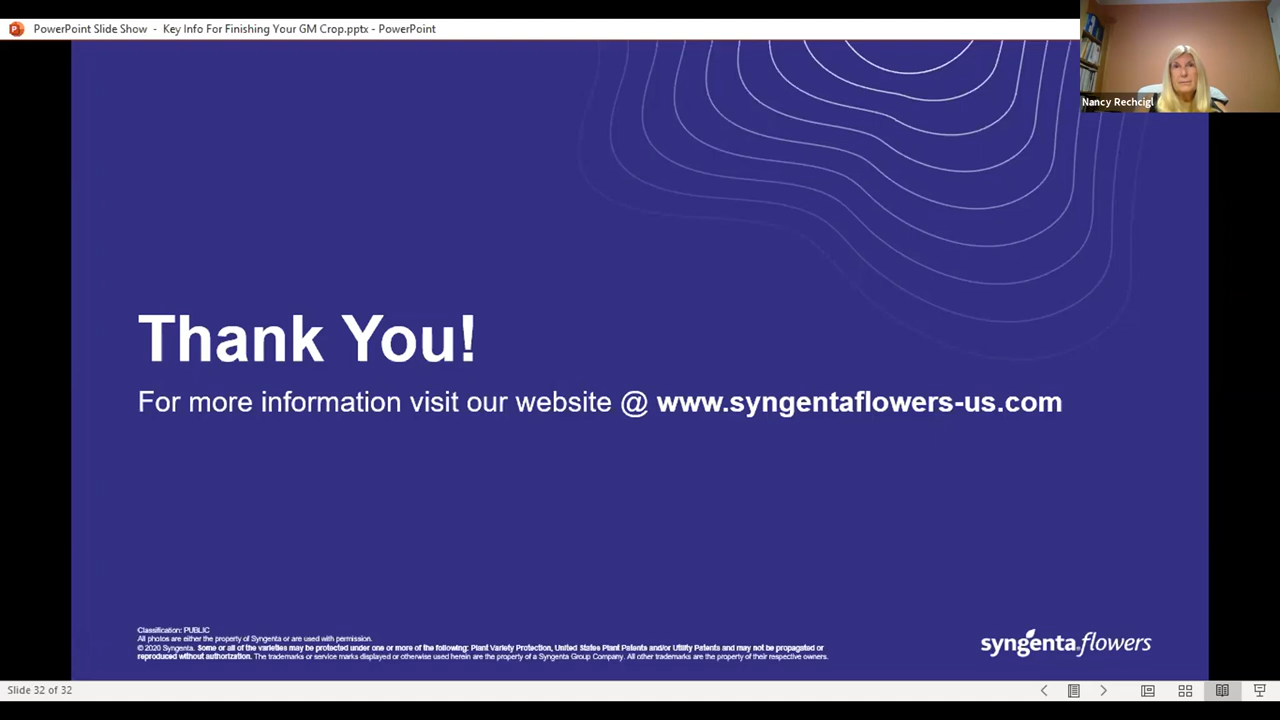 PowerPoint Slide Show - Key Info For Finishing Your GM Crop.pptx - PowerPoint
Nancy Rechcigl
Thank You!
For more information visit our website @ www.syngentaflowers-us.com
Classification: PUBLIC
All photos are either the property of Syngenta or are used with permission.
© 2020 Syngenta. Some or all of the varieties may be protected under one or more of the following: Plant Variety Protection, United States Plant Patents and/or Utility Patents and may not be propagated or
reproduced without authorization. The trademarks or service marks displayed or otherwise used herein are the property of a Syngenta Group Company. All other trademarks are the property of their respective owners.
syngenta flowers
Slide 32 of 32